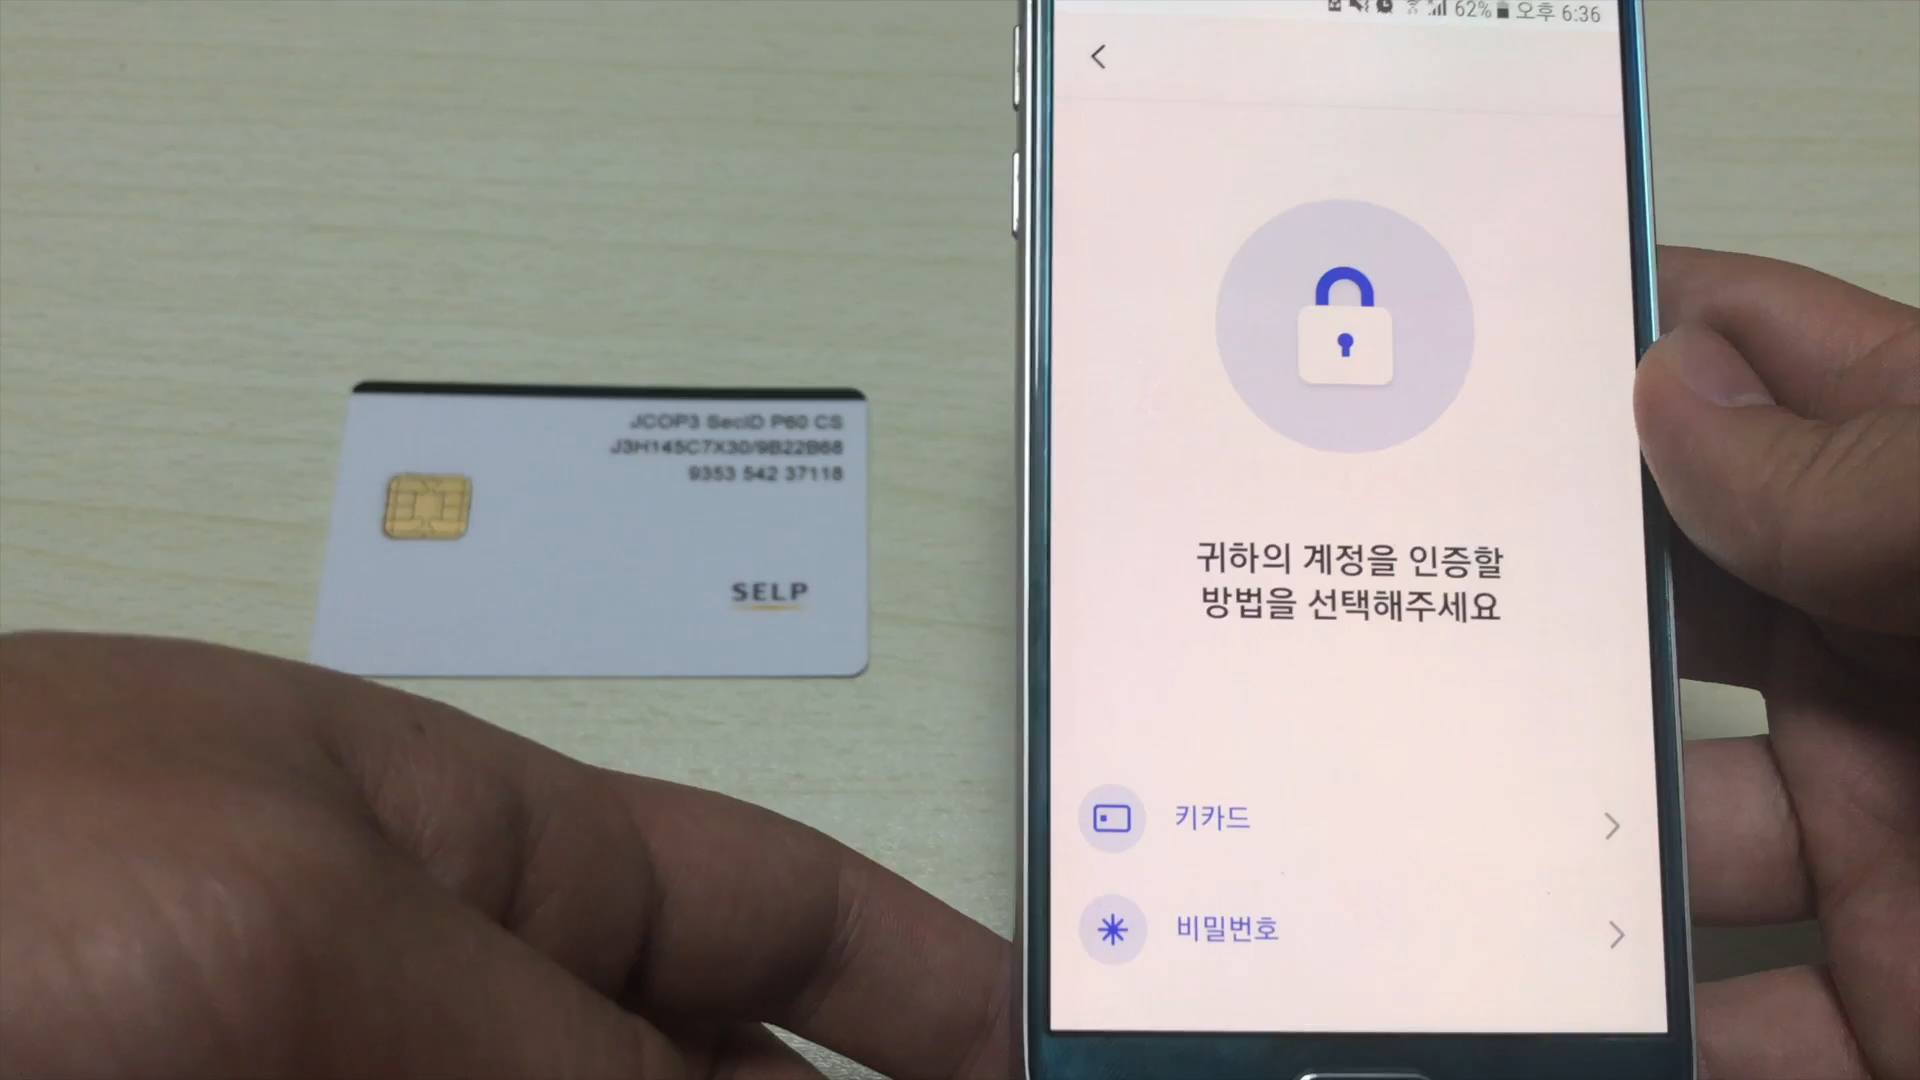 JCOP3 SecID P60 CS
J3H145C7X30/9B22B68
9353 542 37118
SELP
62% 오후 6:36
귀하의 계정을 인증할
방법을 선택해주세요
키카드
비밀번호